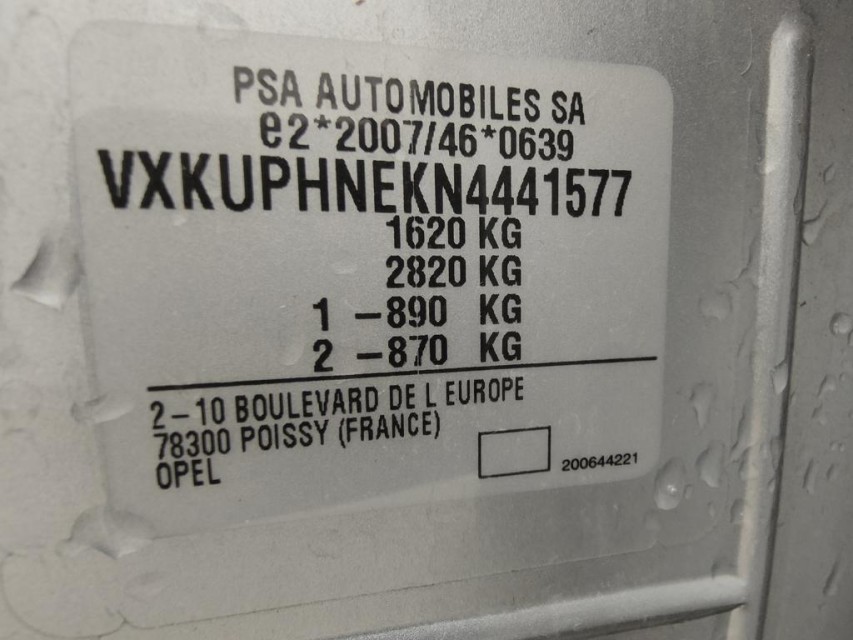 PSA AUTOMOBILES SA
e2*2007/46*0639
VXKUPHNEKN4441577
1620 KG
2820 KG
1 -890 KG
2 -870 KG
2-10 BOULEVARD DE L EUROPE
78300 POISSY (FRANCE)
OPEL
200644221